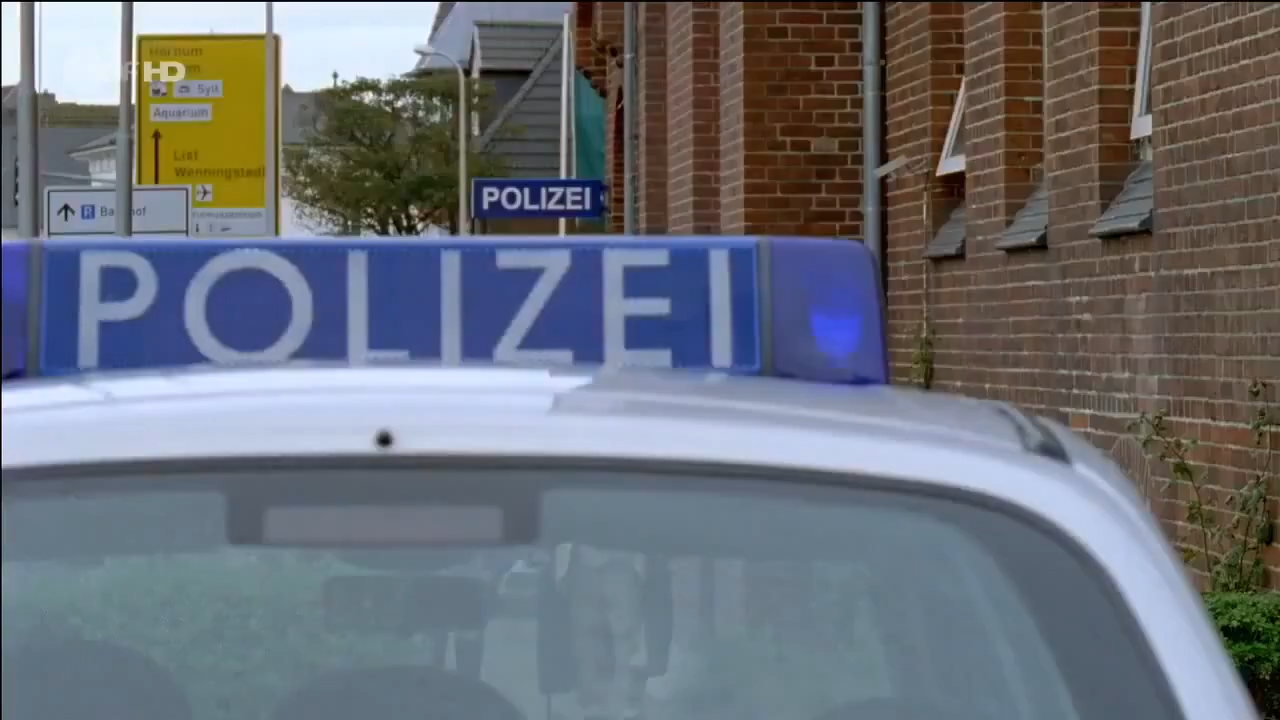 HD
Hörnum
Sylt
Aquarium
List
Wenningstedt
P Bahnhof
POLIZEI
POLIZEI